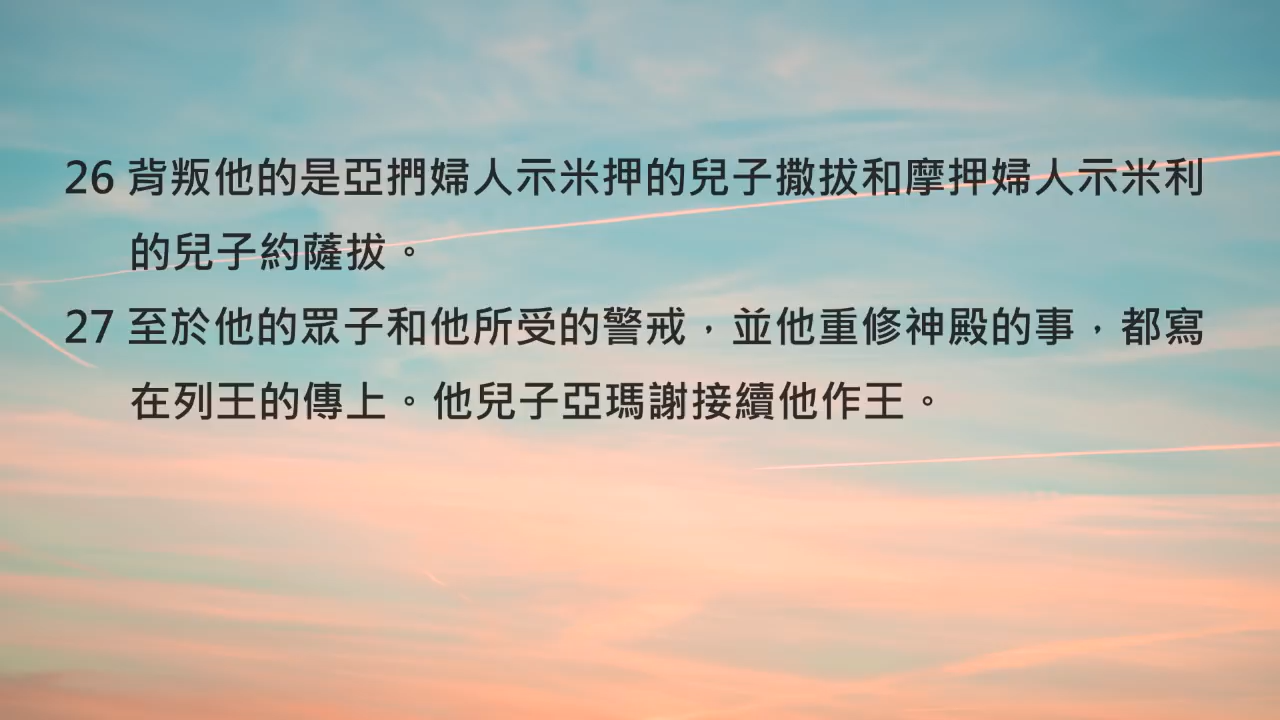 26 背叛他的是亞捫婦人示米押的兒子撒拔和摩押婦人示米利
的兒子約薩拔。
27 至於他的眾子和他所受的警戒，並他重修神殿的事，都寫
在列王的傳上。他兒子亞瑪謝接續他作王。